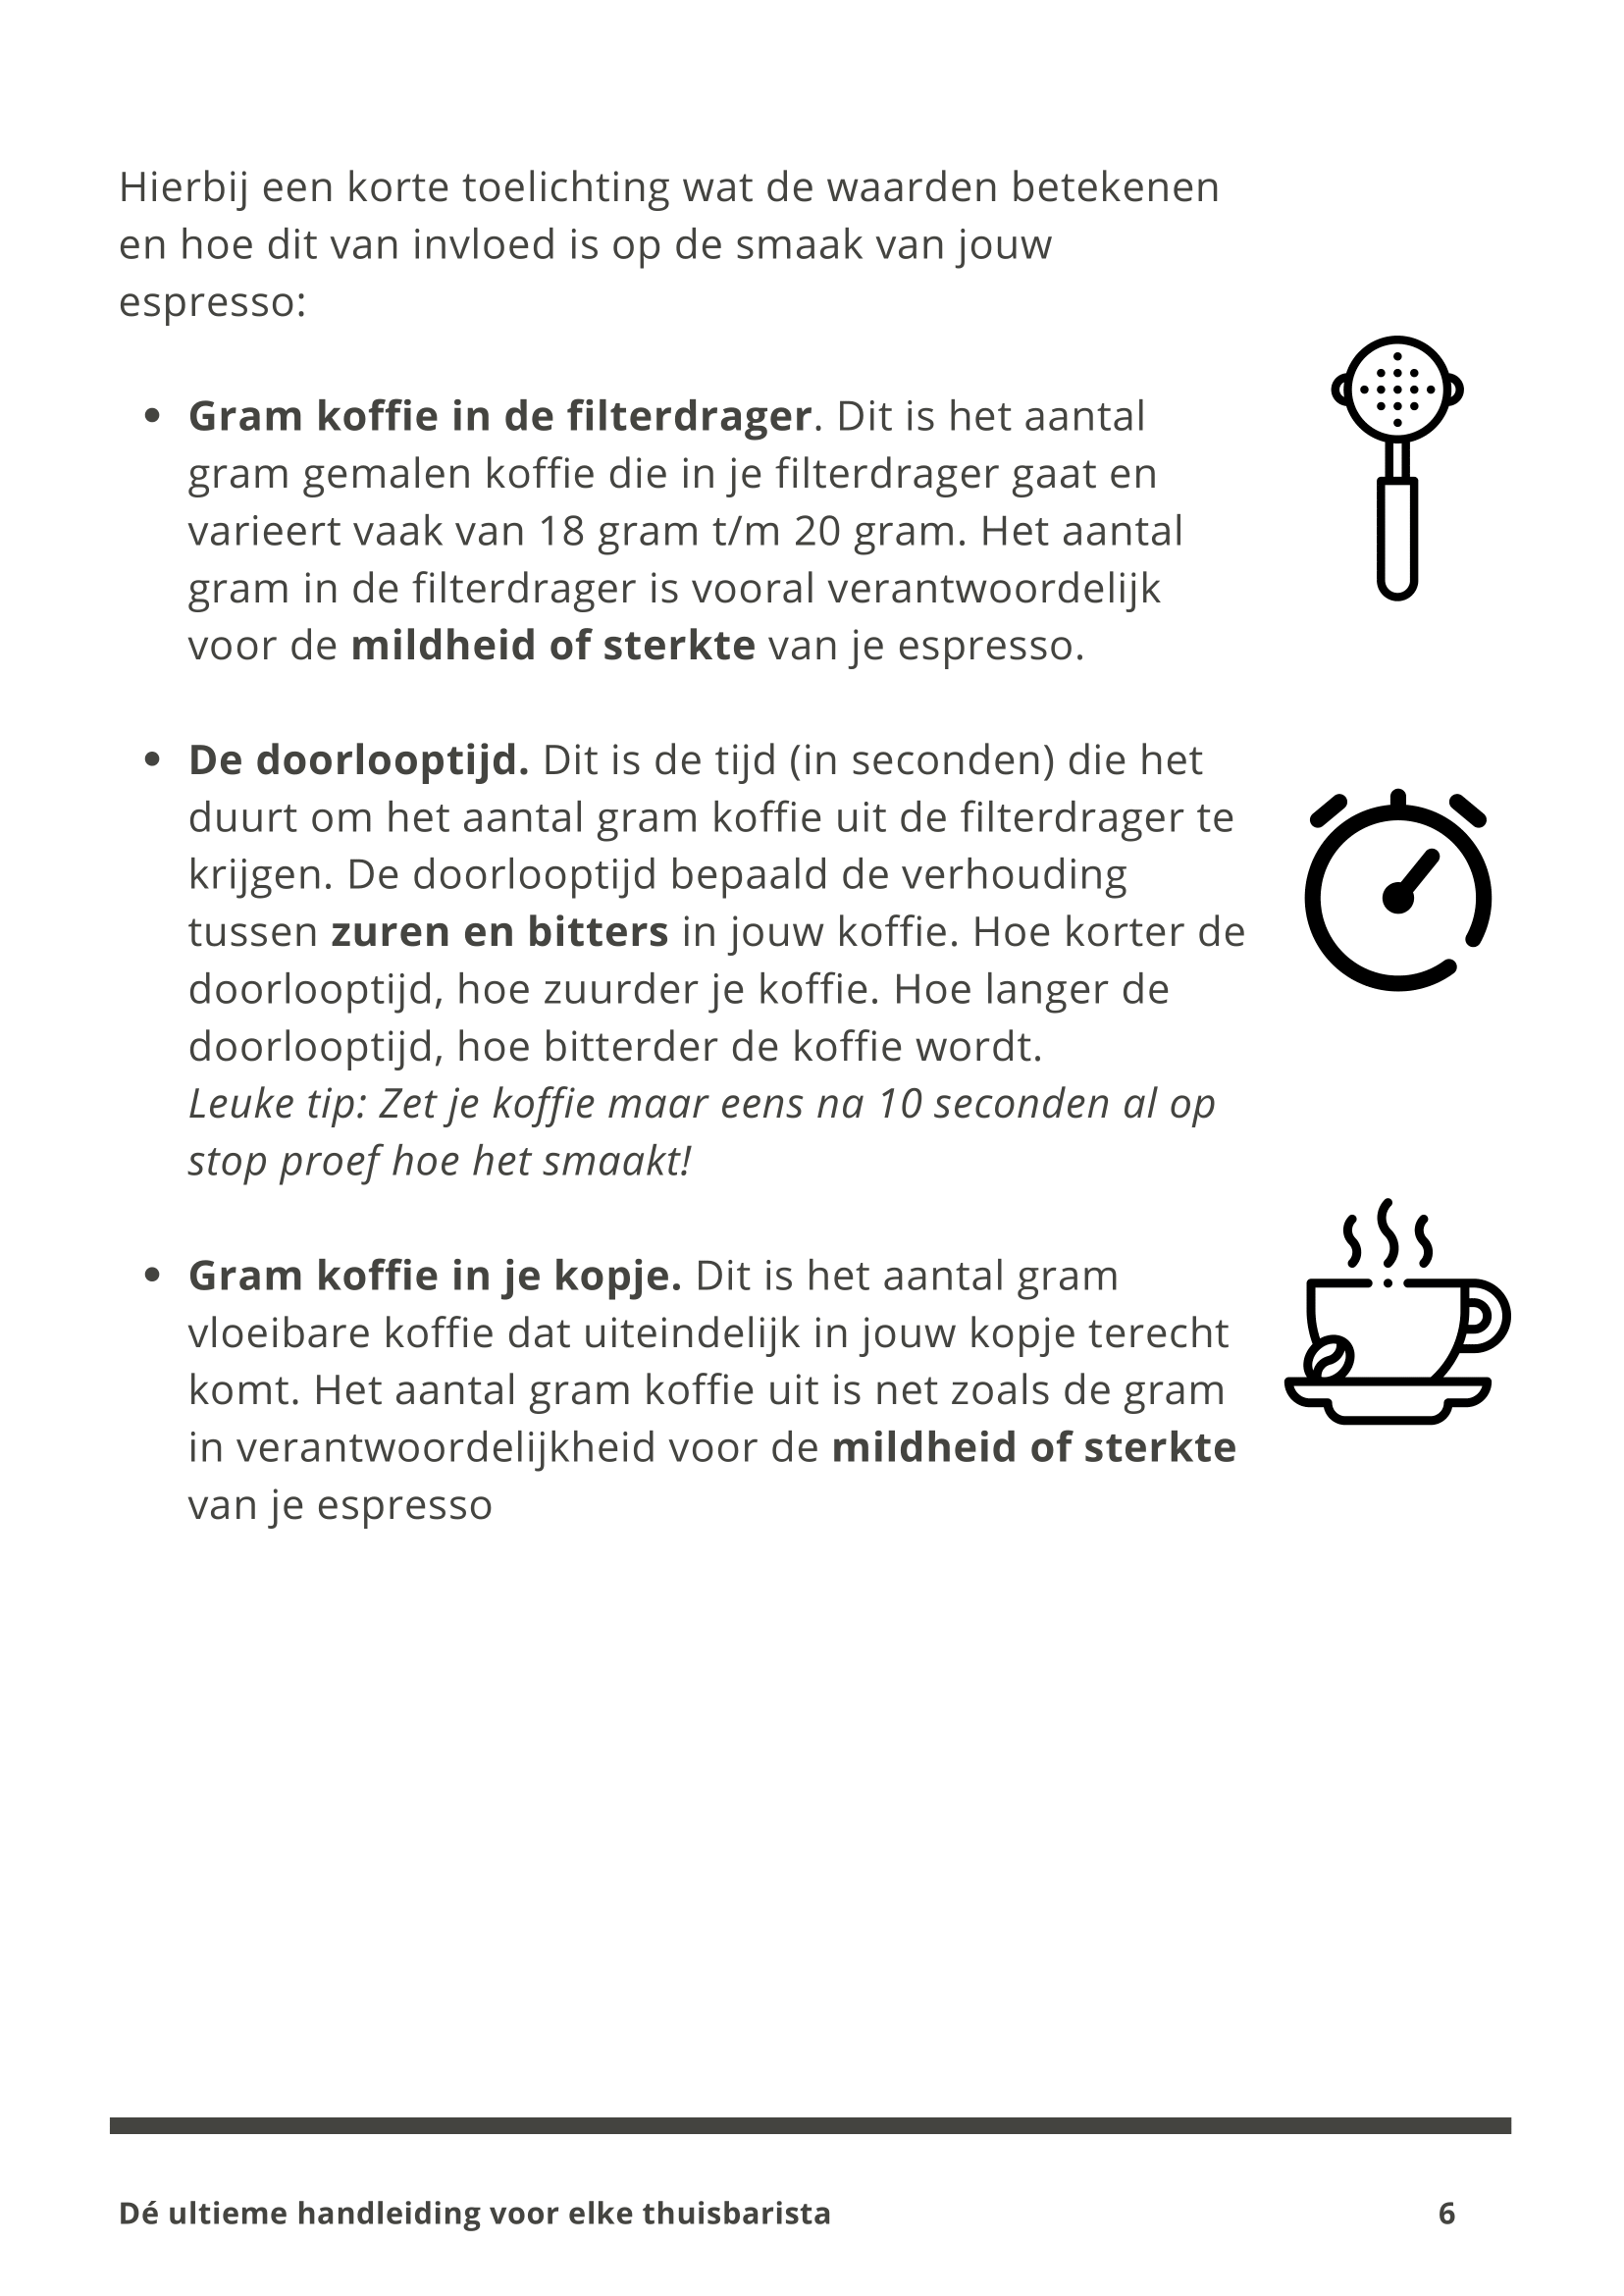 Hierbij een korte toelichting wat de waarden betekenen
en hoe dit van invloed is op de smaak van jouw
espresso:
• Gram koffie in de filterdrager. Dit is het aantal
gram gemalen koffie die in je filterdrager gaat en
varieert vaak van 18 gram t/m 20 gram. Het aantal
gram in de filterdrager is vooral verantwoordelijk
voor de mildheid of sterkte van je espresso.
• De doorlooptijd. Dit is de tijd (in seconden) die het
duurt om het aantal gram koffie uit de filterdrager te
krijgen. De doorlooptijd bepaald de verhouding
tussen zuren en bitters in jouw koffie. Hoe korter de
doorlooptijd, hoe zuurder je koffie. Hoe langer de
doorlooptijd, hoe bitterder de koffie wordt.
Leuke tip: Zet je koffie maar eens na 10 seconden al op
stop proef hoe het smaakt!
• Gram koffie in je kopje. Dit is het aantal gram
vloeibare koffie dat uiteindelijk in jouw kopje terecht
komt. Het aantal gram koffie uit is net zoals de gram
in verantwoordelijkheid voor de mildheid of sterkte
van je espresso
Dé ultieme handleiding voor elke thuisbarista
6